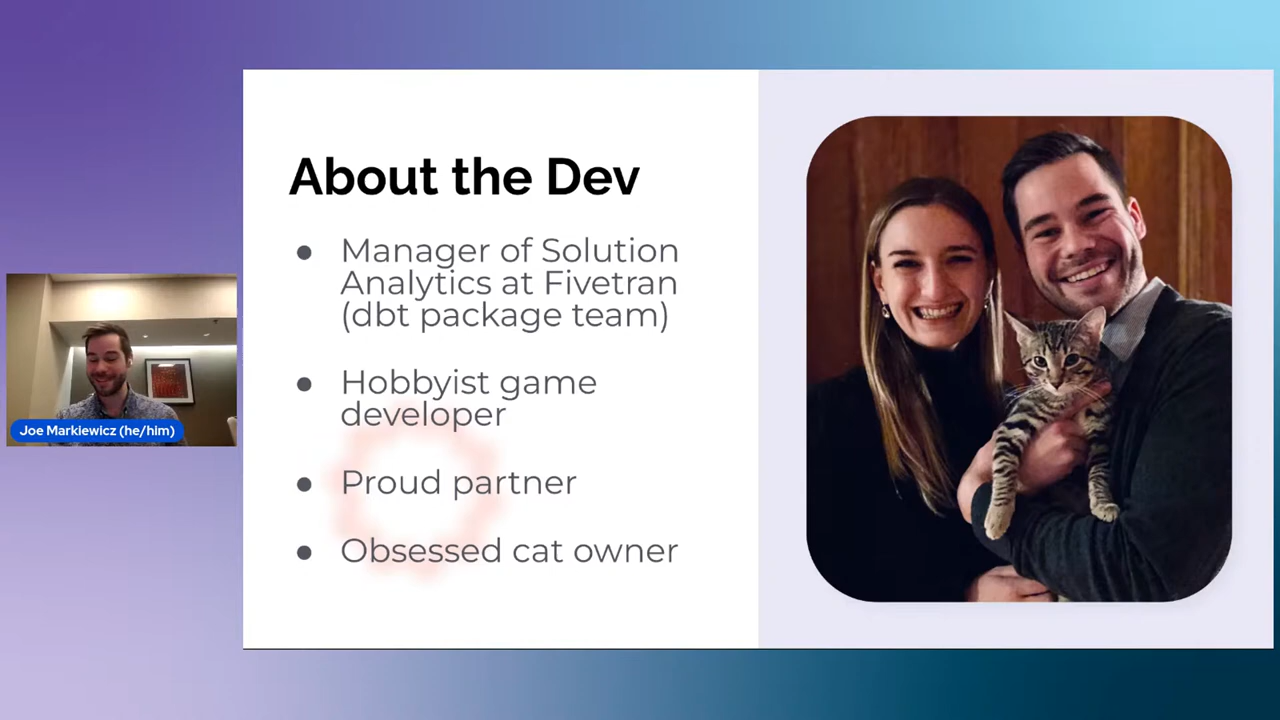 About the Dev
● Manager of Solution
Analytics at Fivetran
(dbt package team)
● Hobbyist game
developer
● Proud partner
● Obsessed cat owner
Joe Markiewicz (he/him)